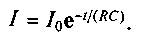 I = I₀e⁻ᵗ/⁽ᴿᶜ⁾.